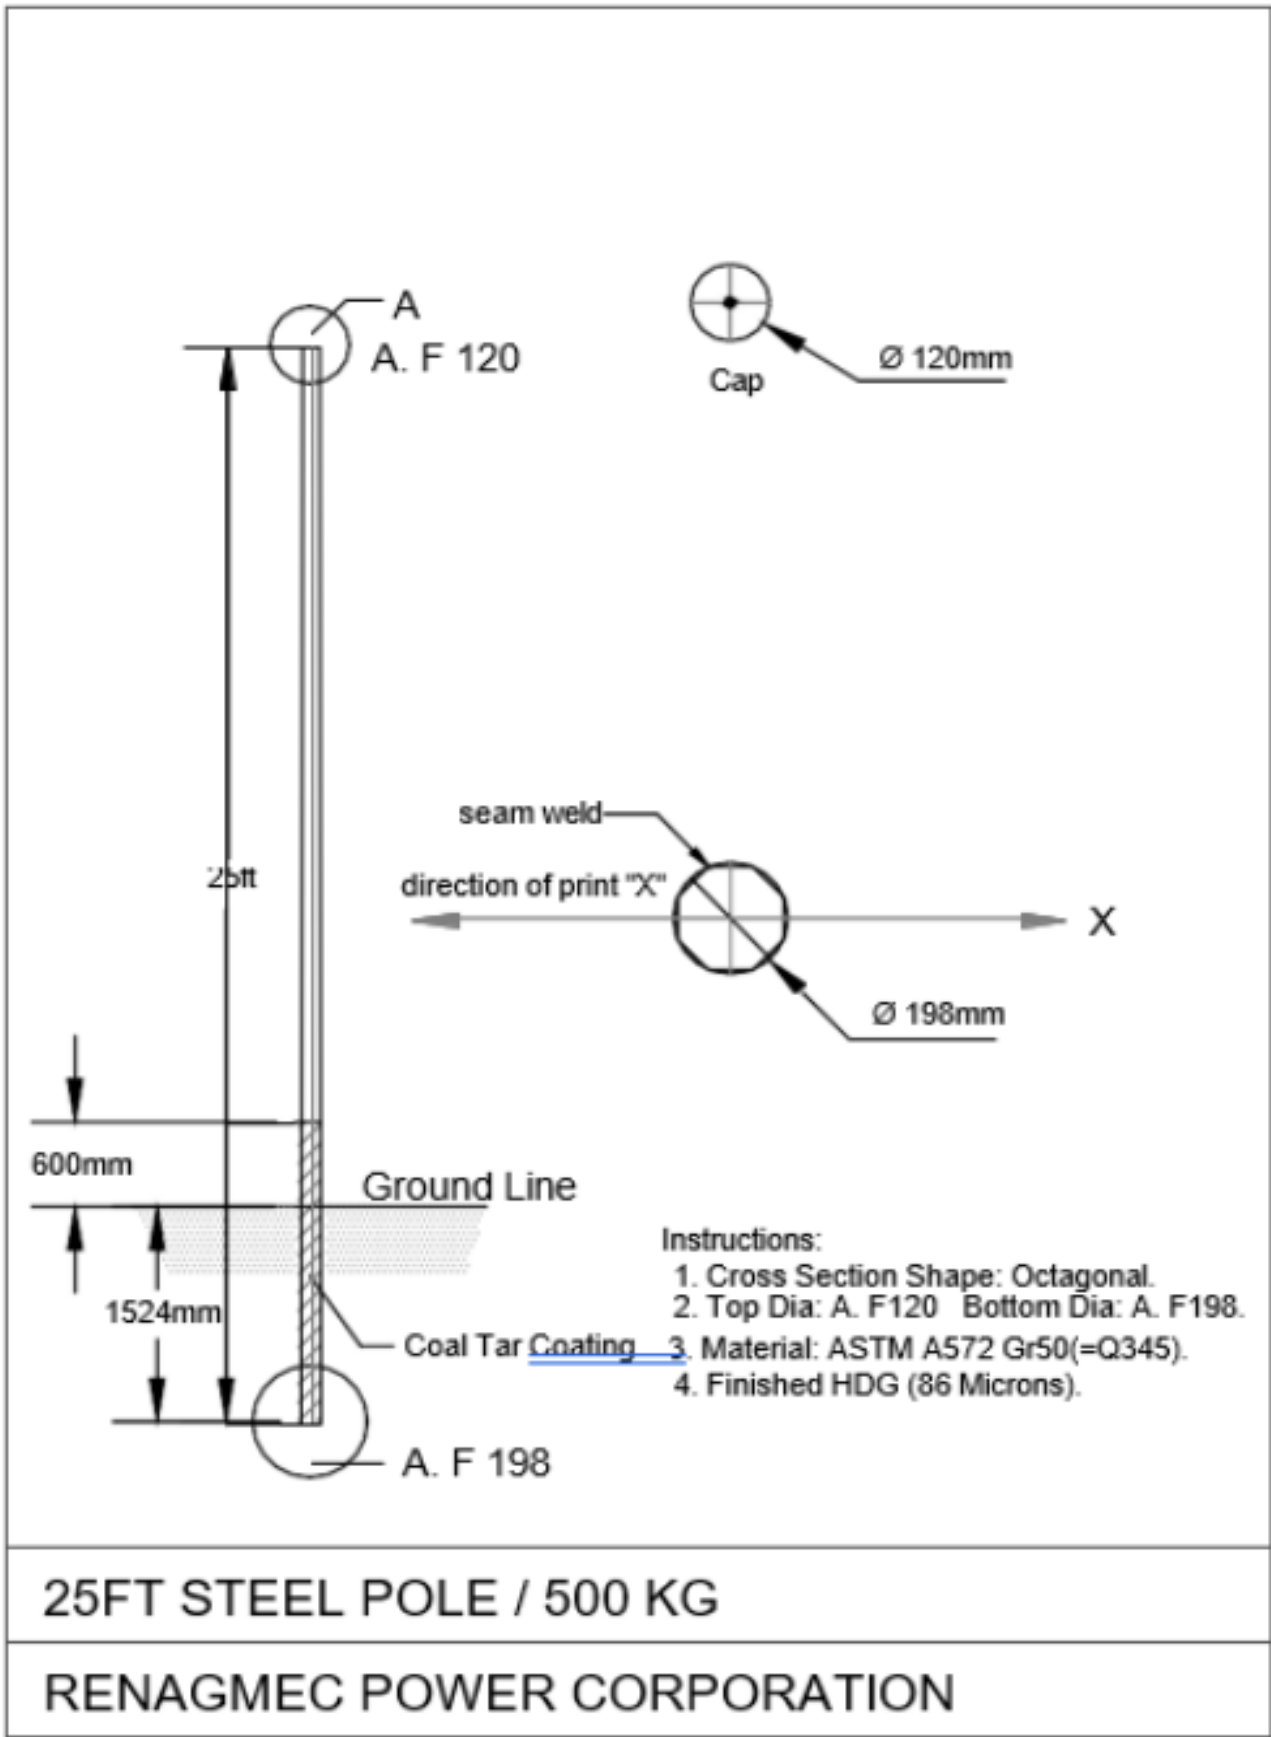 A
A. F 120
Ø 120mm
Cap
seam weld
direction of print "X"
X
25ft
Ø 198mm
600mm
Ground Line
1524mm
Coal Tar Coating
A. F 198
Instructions:
1. Cross Section Shape: Octagonal.
2. Top Dia: A. F120 Bottom Dia: A. F198.
3. Material: ASTM A572 Gr50(=Q345).
4. Finished HDG (86 Microns).
25FT STEEL POLE / 500 KG
RENAGMEC POWER CORPORATION